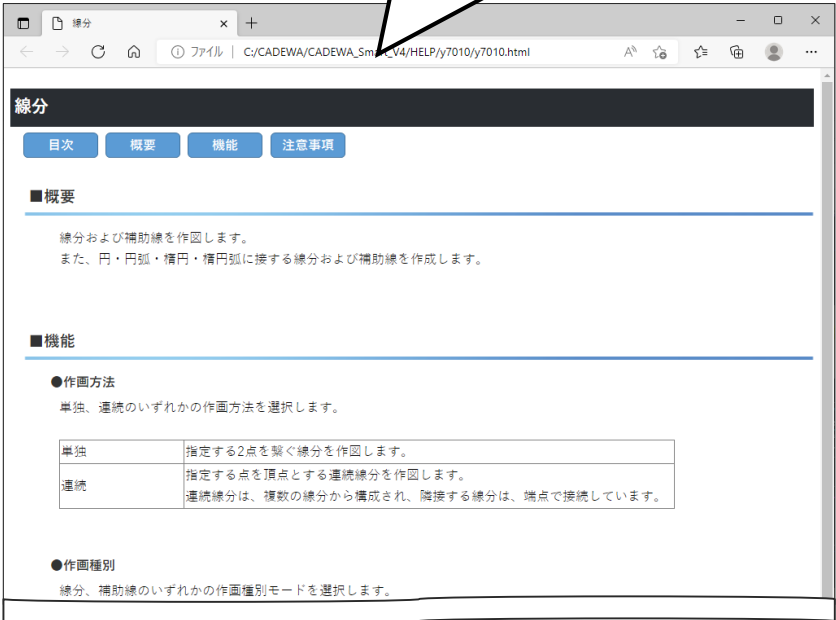 線分
ファイル | C:/CADEWA/CADEWA_Smart_V4/HELP/y7010/y7010.html
線分
目次 概要 機能 注意事項
■概要
線分および補助線を作図します。
また、円・円弧・楕円・楕円弧に接する線分および補助線を作成します。
■機能
●作画方法
単独、連続のいずれかの作画方法を選択します。
単独 指定する2点を繋ぐ線分を作図します。
連続 指定する点を頂点とする連続線分を作図します。
連続線分は、複数の線分から構成され、隣接する線分は、端点で接続しています。
●作画種別
線分、補助線のいずれかの作画種別モードを選択します。